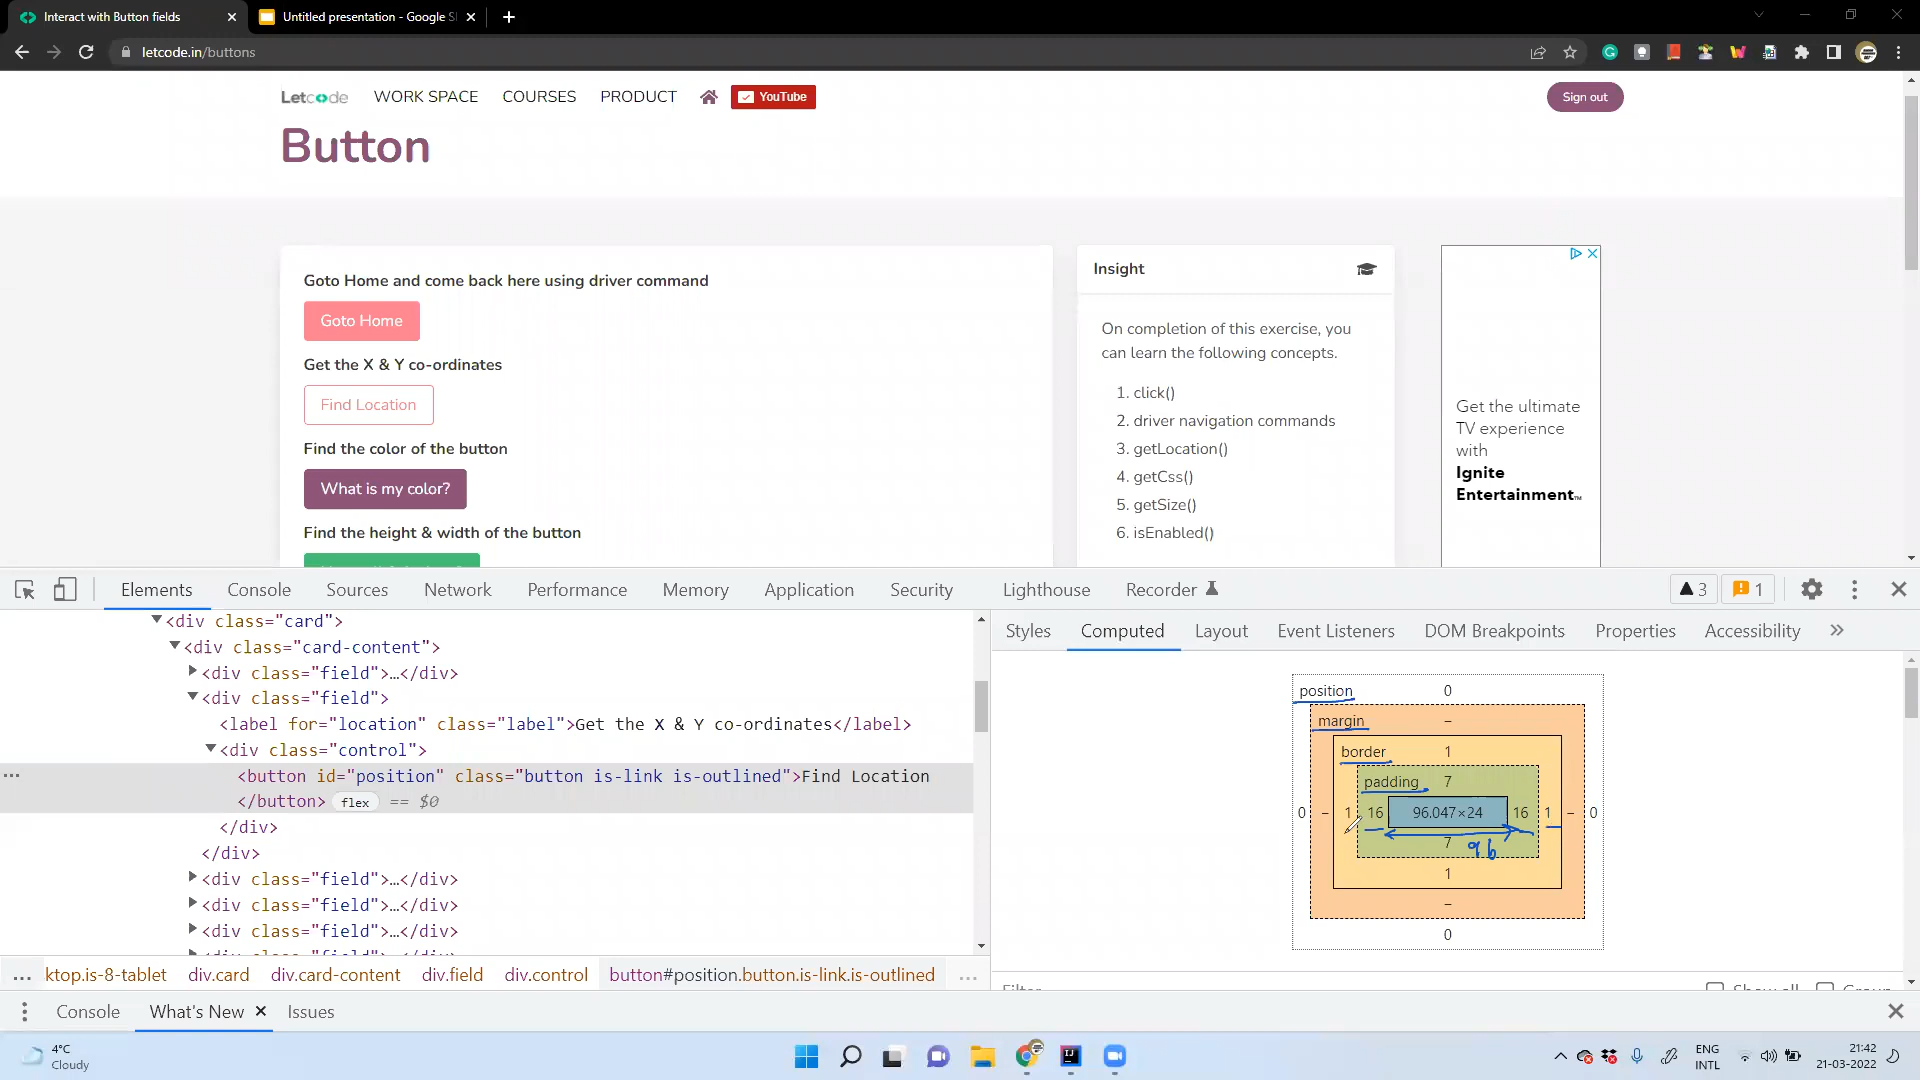 Interact with Button fields
Untitled presentation - Google Sl
letcode.in/buttons
Letcode
WORK SPACE
COURSES
PRODUCT
YouTube
Sign out
Button
Goto Home and come back here using driver command
Goto Home
Get the X & Y co-ordinates
Find Location
Find the color of the button
What is my color?
Find the height & width of the button
Insight
On completion of this exercise, you
can learn the following concepts.
1. click()
2. driver navigation commands
3. getLocation()
4. getCss()
5. getSize()
6. isEnabled()
Get the ultimate
TV experience
with
Ignite
Entertainment™
Elements
Console
Sources
Network
Performance
Memory
Application
Security
Lighthouse
Recorder
3
1
<div class="card">
<div class="card-content">
<div class="field">…</div>
<div class="field">
<label for="location" class="label">Get the X & Y co-ordinates</label>
<div class="control">
<button id="position" class="button is-link is-outlined">Find Location
</button> flex == $0
</div>
</div>
<div class="field">…</div>
<div class="field">…</div>
<div class="field">…</div>
... ktop.is-8-tablet div.card div.card-content div.field div.control button#position.button.is-link.is-outlined ...
Styles
Computed
Layout
Event Listeners
DOM Breakpoints
Properties
Accessibility
position 0
margin –
border 1
padding 7
0 – 1 16 96.047×24 16 1 – 0
7 96
1
–
0
Filter
Show all
Group
Console
What's New
Issues
4°C
Cloudy
ENG
INTL
21:42
21-03-2022